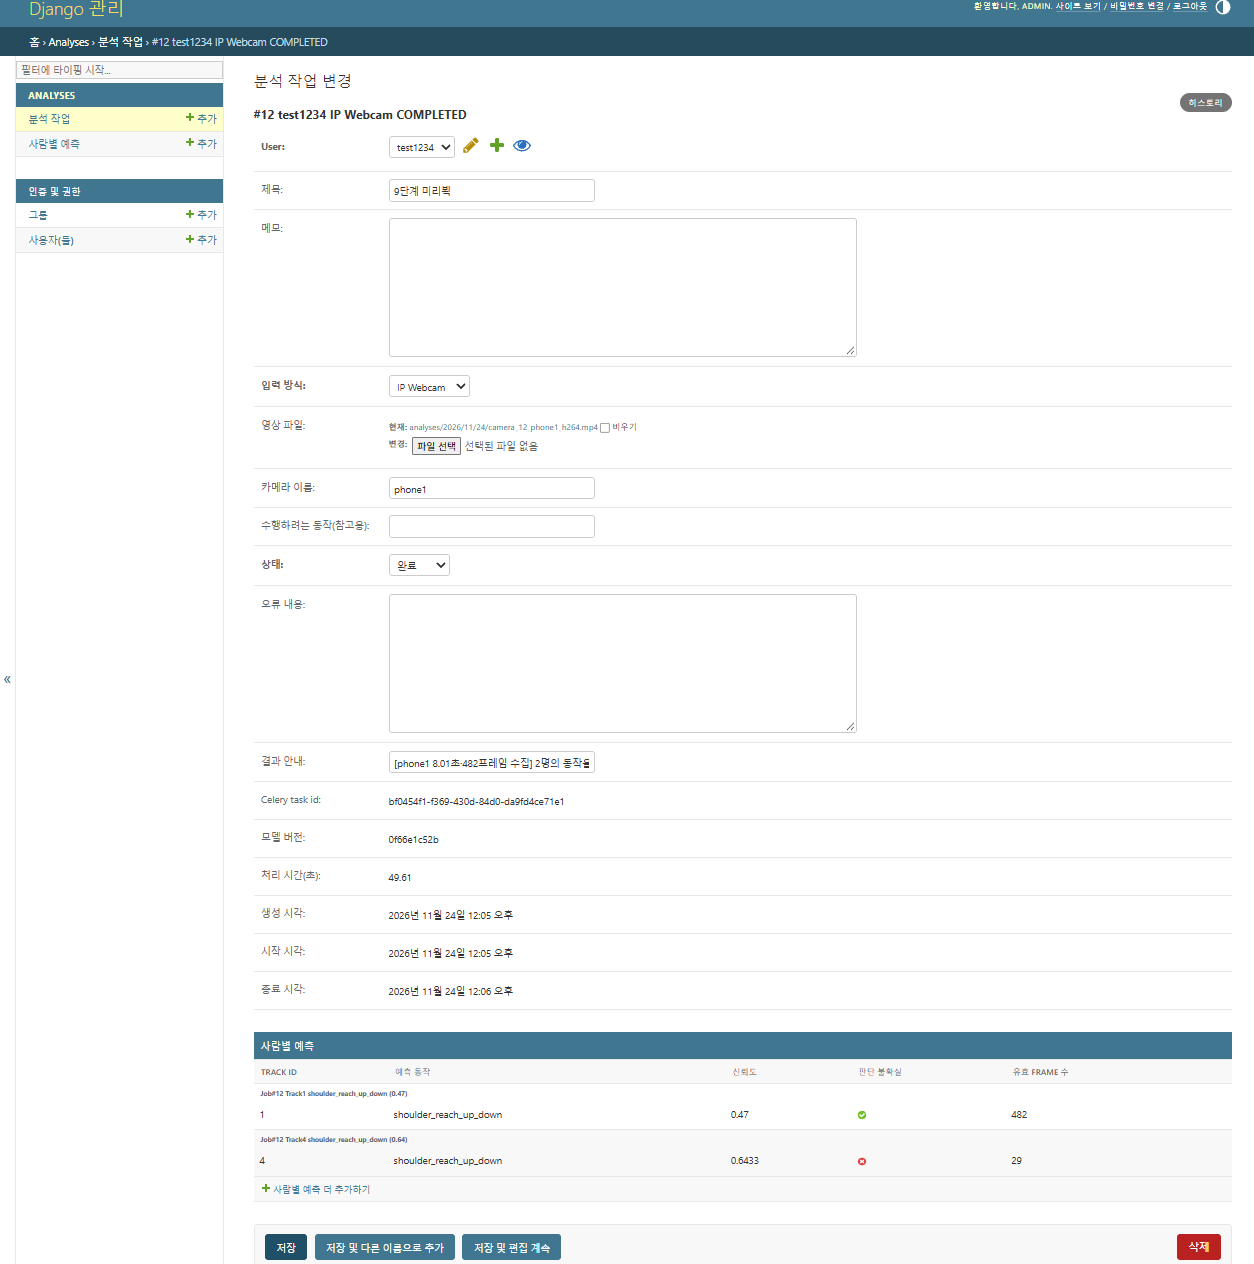 Django 관리
환영합니다, ADMIN. 사이트 보기 / 비밀번호 변경 / 로그아웃
홈 › Analyses › 분석 작업 › #12 test1234 IP Webcam COMPLETED
필터에 타이핑 시작...
ANALYSES
분석 작업 + 추가
사람별 예측 + 추가
인증 및 권한
그룹 + 추가
사용자(들) + 추가
«
분석 작업 변경
히스토리
#12 test1234 IP Webcam COMPLETED
User: test1234
제목: 9단계 미리뷕
메모:
입력 방식: IP Webcam
영상 파일: 현재: analyses/2026/11/24/camera_12_phone1_h264.mp4 비우기
변경: 파일 선택 선택된 파일 없음
카메라 이름: phone1
수행하려는 동작(참고용):
상태: 완료
오류 내용:
결과 안내: [phone1 8.01초·482프레임 수집] 2명의 동작을
Celery task id: bf0454f1-f369-430d-84d0-da9fd4ce71e1
모델 버전: 0f66e1c52b
처리 시간(초): 49.61
생성 시각: 2026년 11월 24일 12:05 오후
시작 시각: 2026년 11월 24일 12:05 오후
종료 시각: 2026년 11월 24일 12:06 오후
사람별 예측
TRACK ID 예측 동작 신뢰도 판단 불확실 유효 FRAME 수
Job#12 Track1 shoulder_reach_up_down (0.47)
1 shoulder_reach_up_down 0.47 482
Job#12 Track4 shoulder_reach_up_down (0.64)
4 shoulder_reach_up_down 0.6433 29
+ 사람별 예측 더 추가하기
저장 저장 및 다른 이름으로 추가 저장 및 편집 계속 삭제